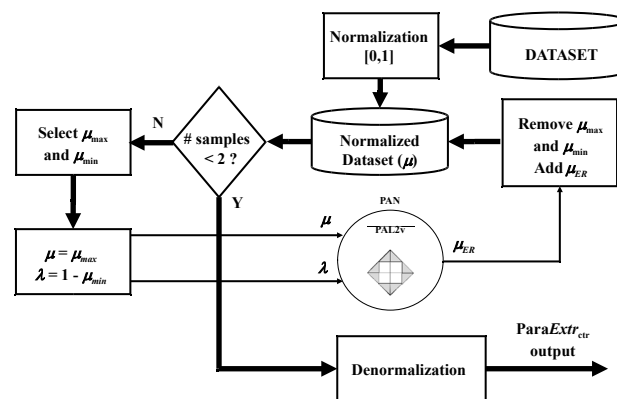 Normalization
[0,1]
DATASET
Select μmax
and μmin
N
# samples
< 2 ?
Y
Normalized
Dataset (μ)
Remove μmax
and μmin
Add μER
μ = μmax
λ = 1 - μmin
μ
λ
PAN
PAL2v
μER
Denormalization
ParaExtrctr
output